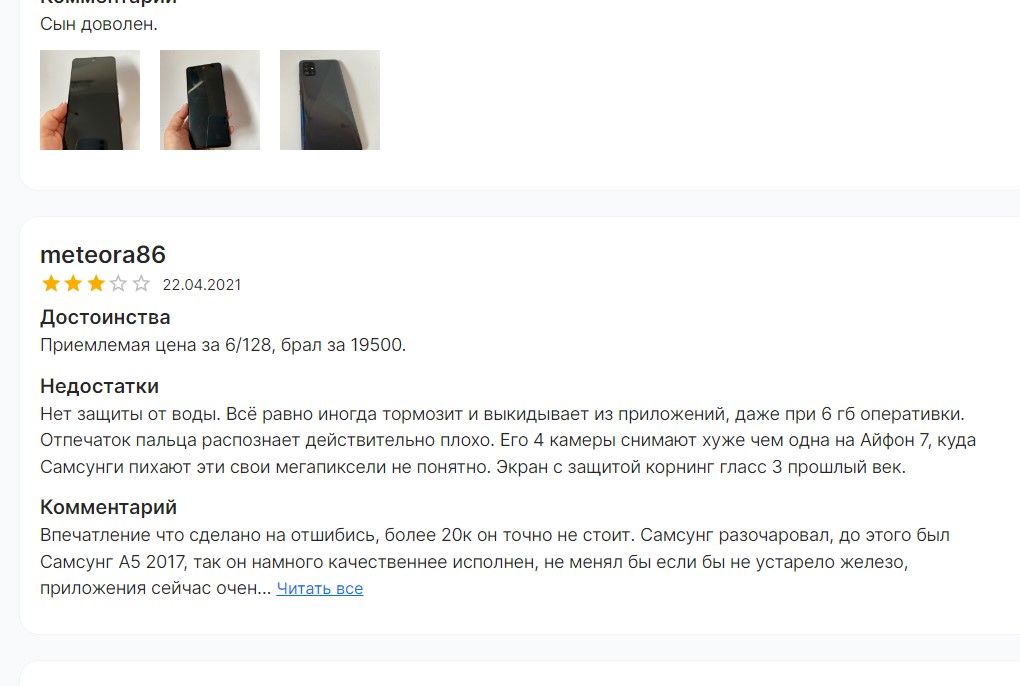 Комментарий
Сын доволен.
meteora86
22.04.2021
Достоинства
Приемлемая цена за 6/128, брал за 19500.
Недостатки
Нет защиты от воды. Всё равно иногда тормозит и выкидывает из приложений, даже при 6 гб оперативки.
Отпечаток пальца распознает действительно плохо. Его 4 камеры снимают хуже чем одна на Айфон 7, куда
Самсунги пихают эти свои мегапиксели не понятно. Экран с защитой корнинг гласс 3 прошлый век.
Комментарий
Впечатление что сделано на отшибись, более 20к он точно не стоит. Самсунг разочаровал, до этого был
Самсунг А5 2017, так он намного качественнее исполнен, не менял бы если бы не устарело железо,
приложения сейчас очен... Читать все